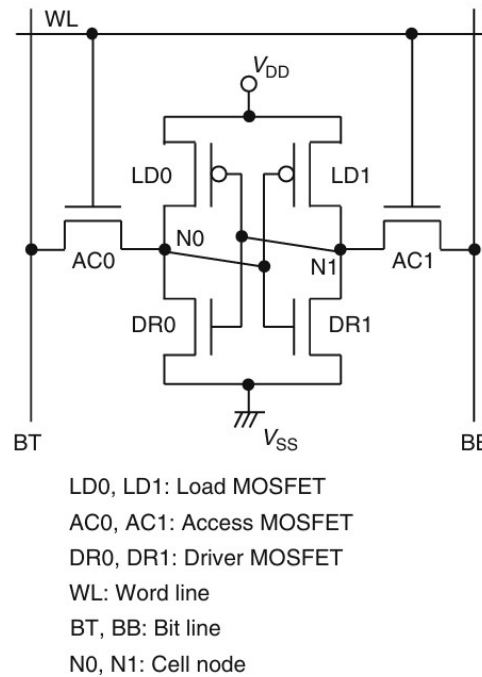 WL
VDD
LD0
LD1
N0
N1
AC0
AC1
DR0
DR1
BT
VSS
BB
LD0, LD1: Load MOSFET
AC0, AC1: Access MOSFET
DR0, DR1: Driver MOSFET
WL: Word line
BT, BB: Bit line
N0, N1: Cell node